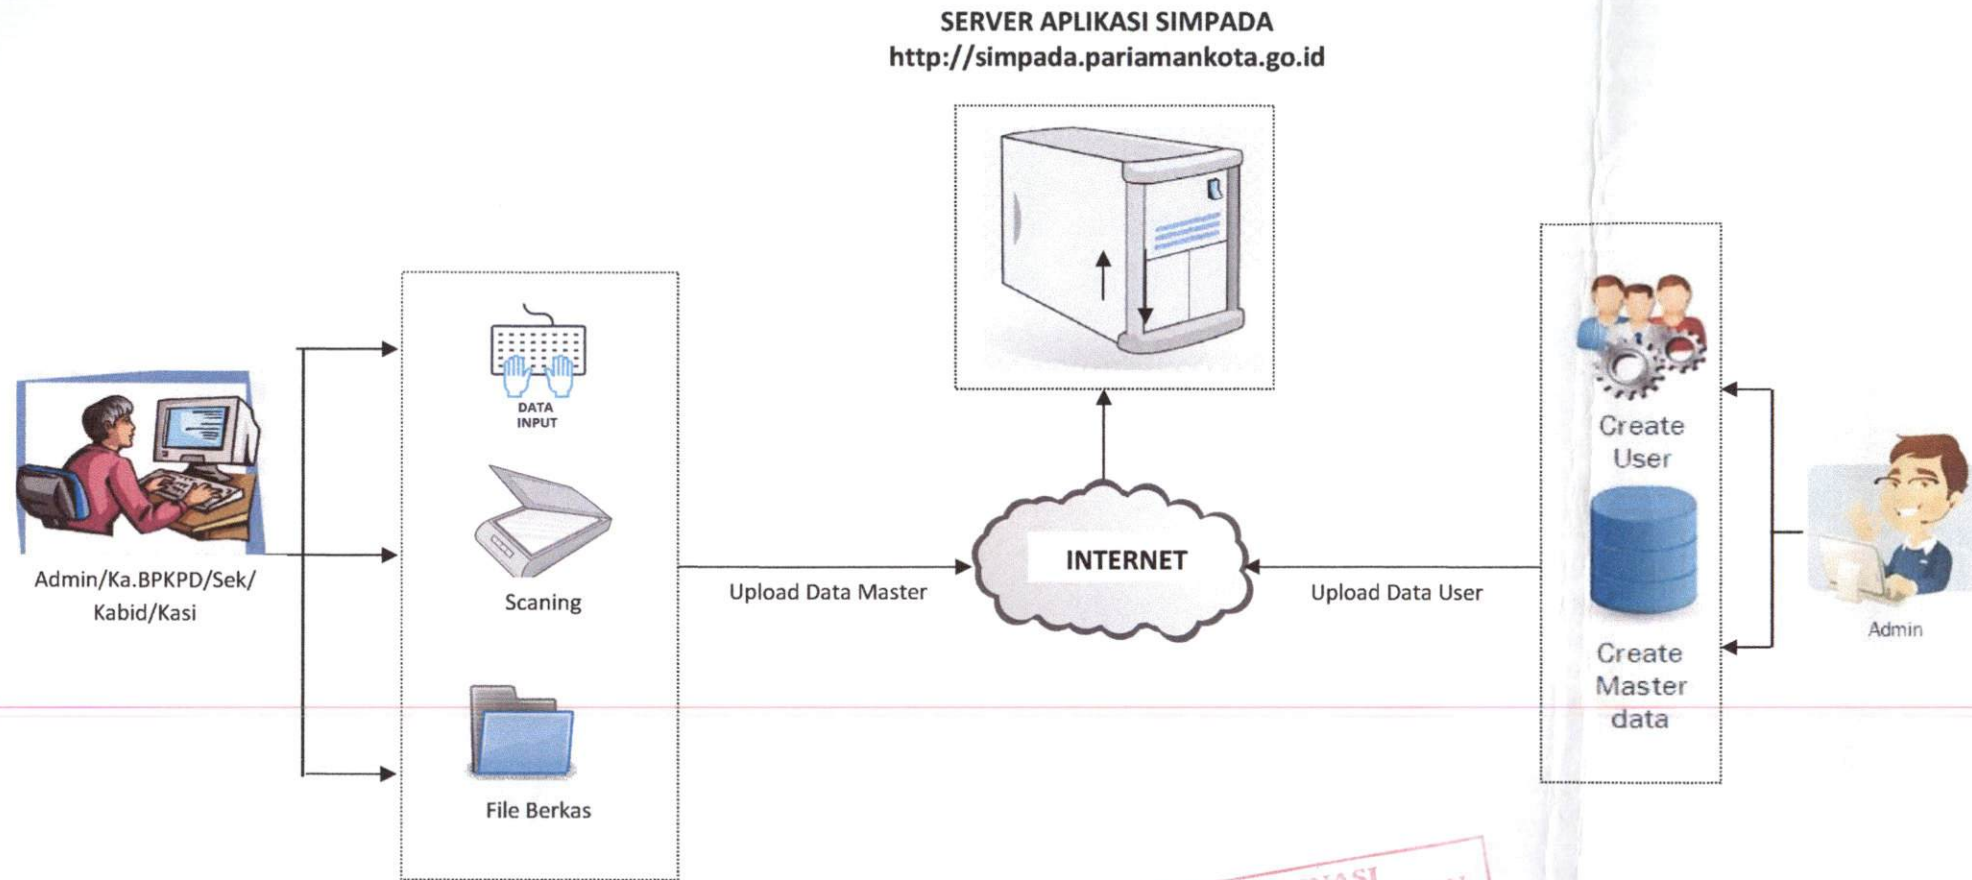 SERVER APLIKASI SIMPADA
http://simpada.pariamankota.go.id
DATA
INPUT
Scaning
File Berkas
Admin/Ka.BPKPD/Sek/
Kabid/Kasi
Upload Data Master
INTERNET
Upload Data User
Create
User
Create
Master
data
Admin